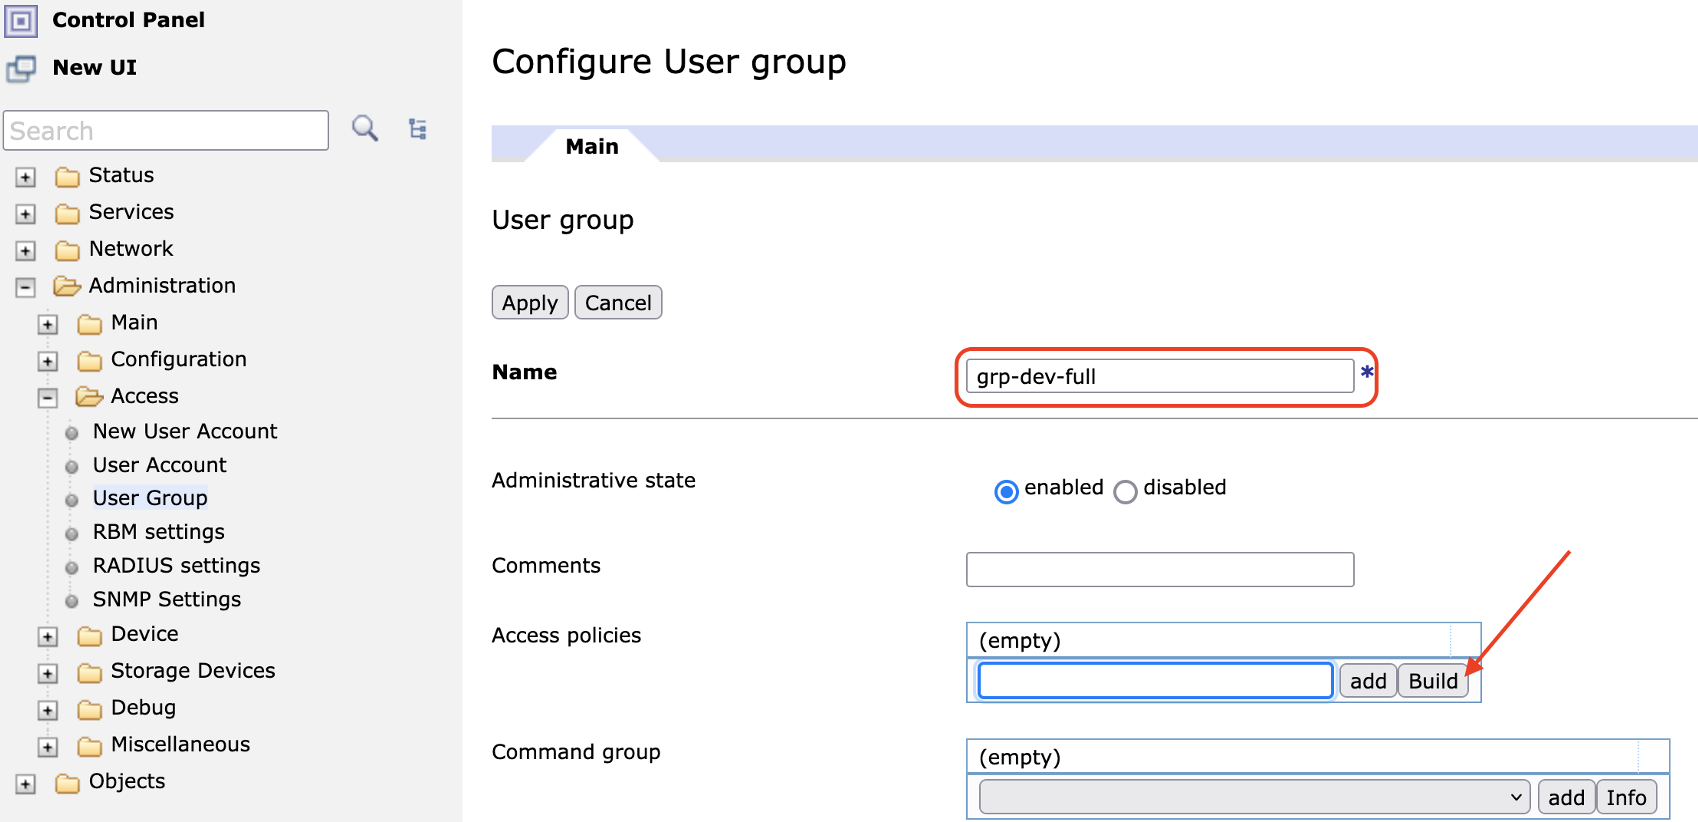 Control Panel
New UI
Search
Status
Services
Network
Administration
Main
Configuration
Access
New User Account
User Account
User Group
RBM settings
RADIUS settings
SNMP Settings
Device
Storage Devices
Debug
Miscellaneous
Objects
Configure User group
Main
User group
Apply Cancel
Name grp-dev-full *
Administrative state enabled disabled
Comments
Access policies (empty)
add Build
Command group (empty)
add Info